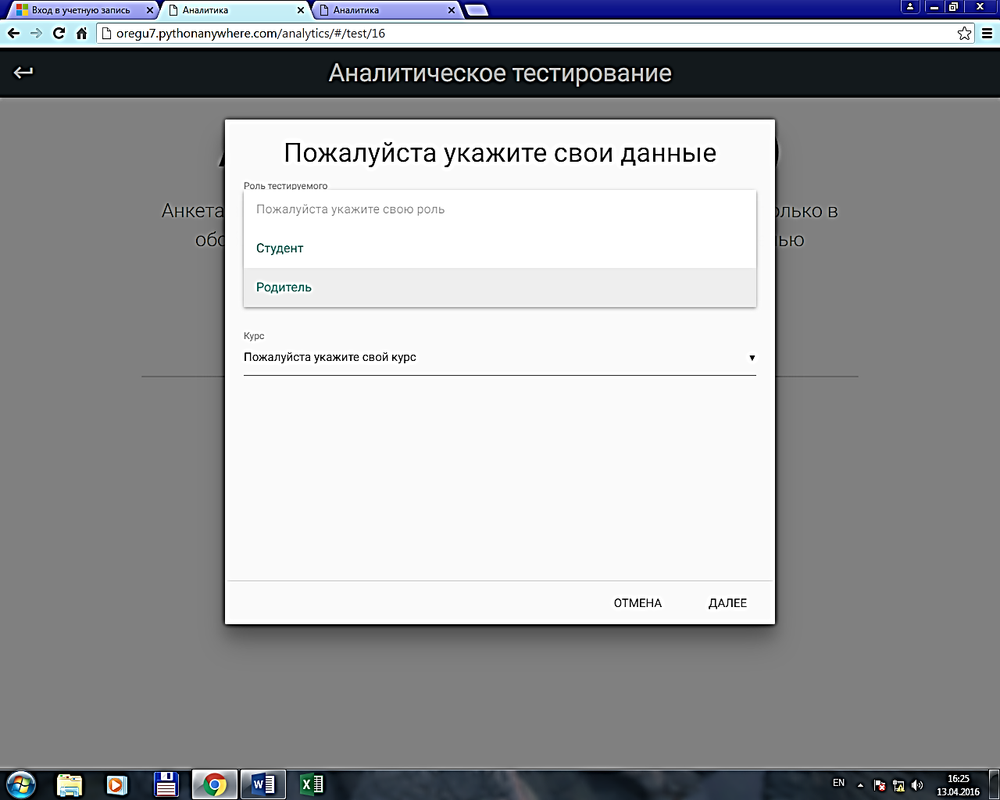 Вход в учетную запись
Аналитика
Аналитика
oregu7.pythonanywhere.com/analytics/#/test/16
Аналитическое тестирование
Пожалуйста укажите свои данные
Роль тестируемого
Пожалуйста укажите свою роль
Анкета
олько в
Студент
обс
ью
Родитель
Курс
Пожалуйста укажите свой курс
ОТМЕНА
ДАЛЕЕ
EN
16:25
13.04.2016